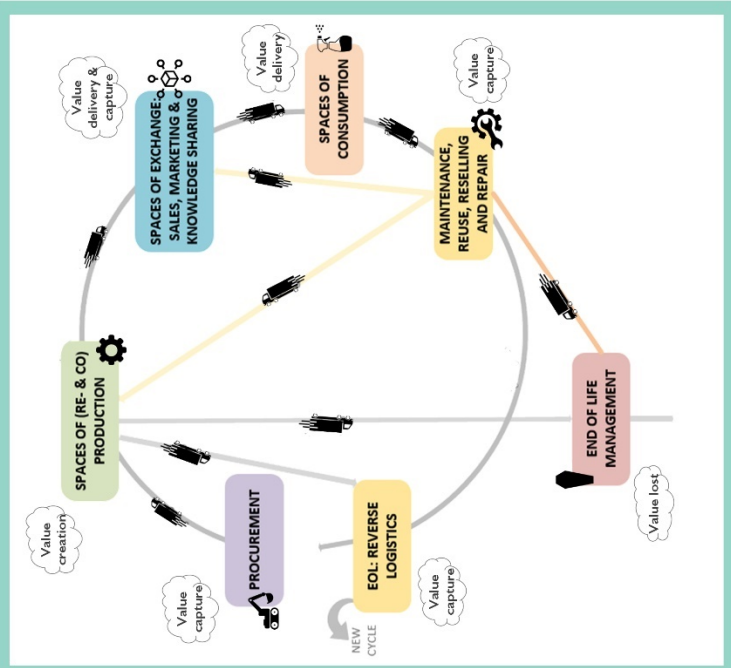 Value
creation
SPACES OF (RE- & CO)
PRODUCTION
Value
delivery &
capture
SPACES OF EXCHANGE:
SALES, MARKETING &
KNOWLEDGE SHARING
Value
delivery
SPACES OF
CONSUMPTION
Value
capture
MAINTENANCE,
REUSE, RESELLING
AND REPAIR
Value
capture
PROCUREMENT
NEW
CYCLE
EOL: REVERSE
LOGISTICS
Value
capture
END OF LIFE
MANAGEMENT
Value lost